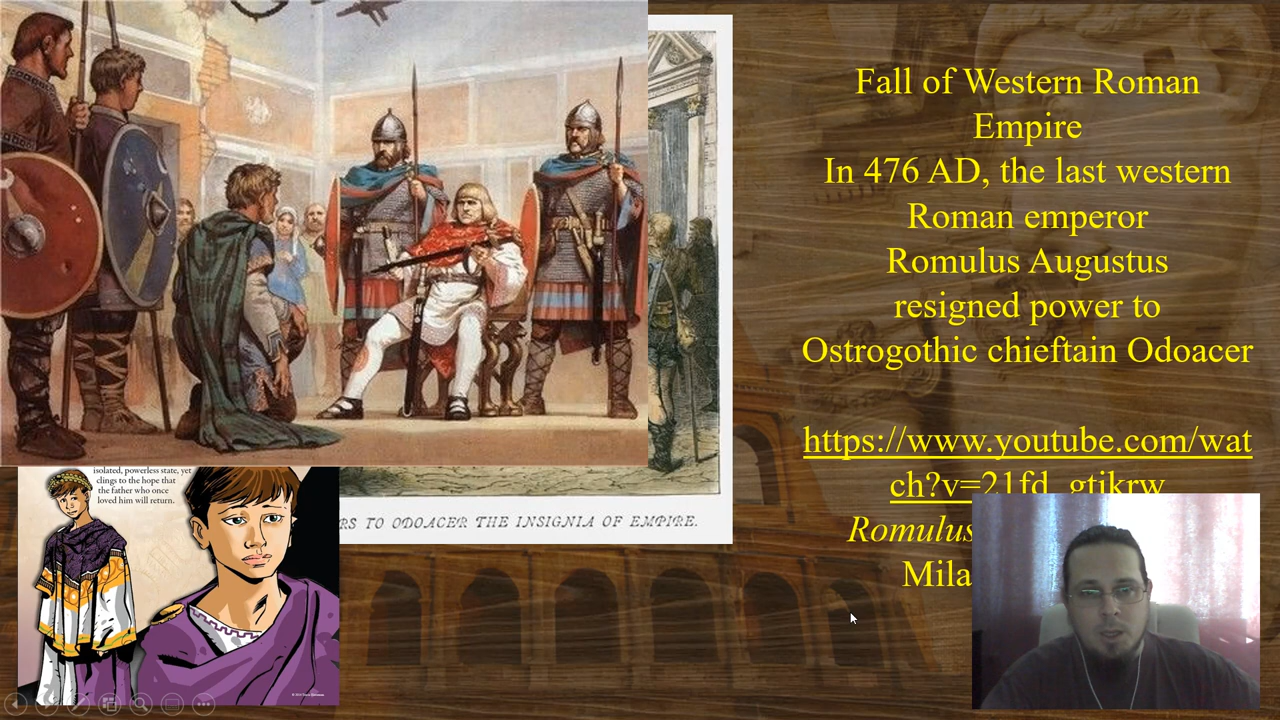 Fall of Western Roman
Empire
In 476 AD, the last western
Roman emperor
Romulus Augustus
resigned power to
Ostrogothic chieftain Odoacer
https://www.youtube.com/wat
ch?v=21fd_gtikrw
Romulus
Mila
isolated, powerless state, yet
clings to the hope that
the father who once
loved him will return.
RS TO ODOACER THE INSIGNIA OF EMPIRE.